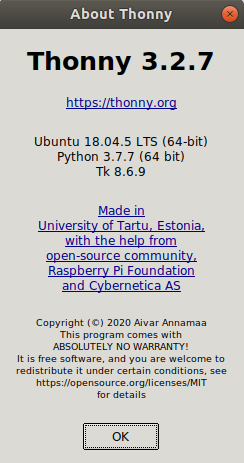 About Thonny
Thonny 3.2.7
https://thonny.org
Ubuntu 18.04.5 LTS (64-bit)
Python 3.7.7 (64 bit)
Tk 8.6.9
Made in
University of Tartu, Estonia,
with the help from
open-source community,
Raspberry Pi Foundation
and Cybernetica AS
Copyright (©) 2020 Aivar Annamaa
This program comes with
ABSOLUTELY NO WARRANTY!
It is free software, and you are welcome to
redistribute it under certain conditions, see
https://opensource.org/licenses/MIT
for details
OK